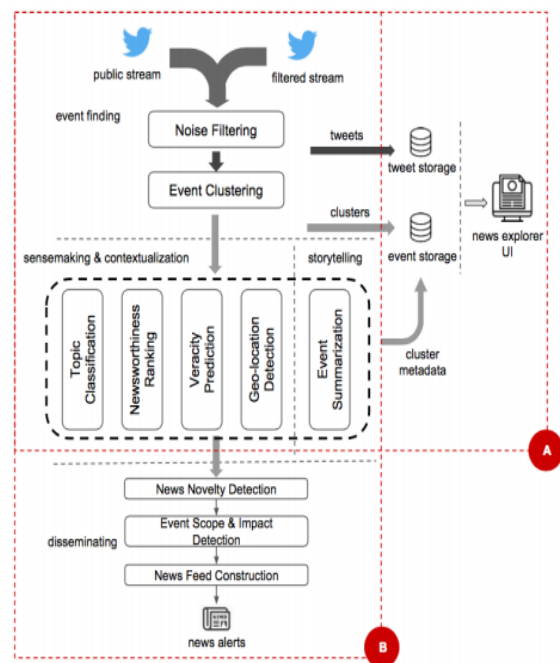 public stream
filtered stream
event finding
Noise Filtering
tweets
tweet storage
Event Clustering
clusters
event storage
news explorer
UI
sensemaking & contextualization
storytelling
Topic
Classification
Newsworthiness
Ranking
Veracity
Prediction
Geo-location
Detection
Event
Summarization
cluster
metadata
A
News Novelty Detection
disseminating
Event Scope & Impact
Detection
News Feed Construction
NEWS
news alerts
B